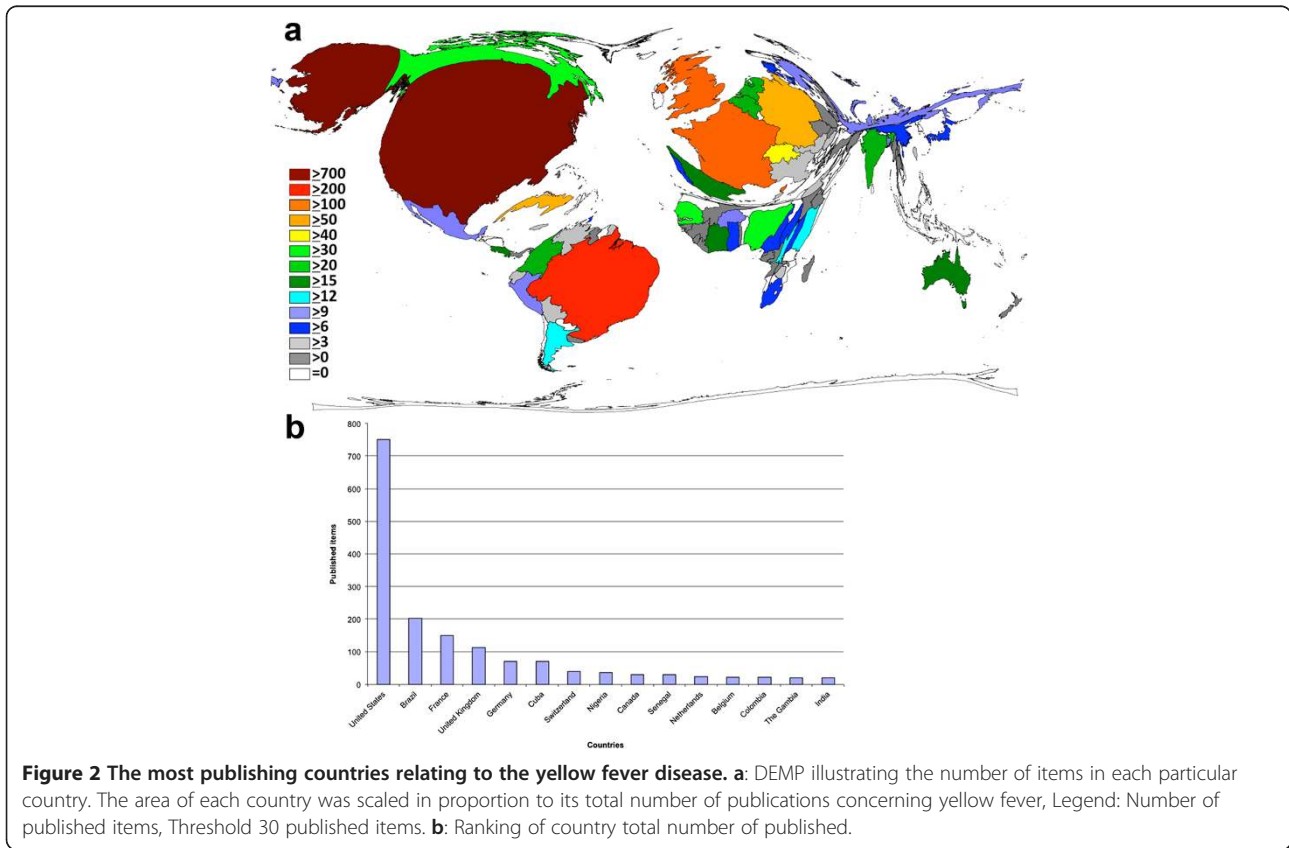 a
≥700
≥200
≥100
≥50
≥40
≥30
≥20
≥15
≥12
≥9
≥6
≥3
>0
=0
b
800
700
600
500
400
300
200
100
0
Published items
United States
Brazil
France
United Kingdom
Germany
Cuba
Switzerland
Nigeria
Canada
Senegal
Netherlands
Belgium
Colombia
The Gambia
India
Countries
Figure 2 The most publishing countries relating to the yellow fever disease. a: DEMP illustrating the number of items in each particular
country. The area of each country was scaled in proportion to its total number of publications concerning yellow fever, Legend: Number of
published items, Threshold 30 published items. b: Ranking of country total number of published.